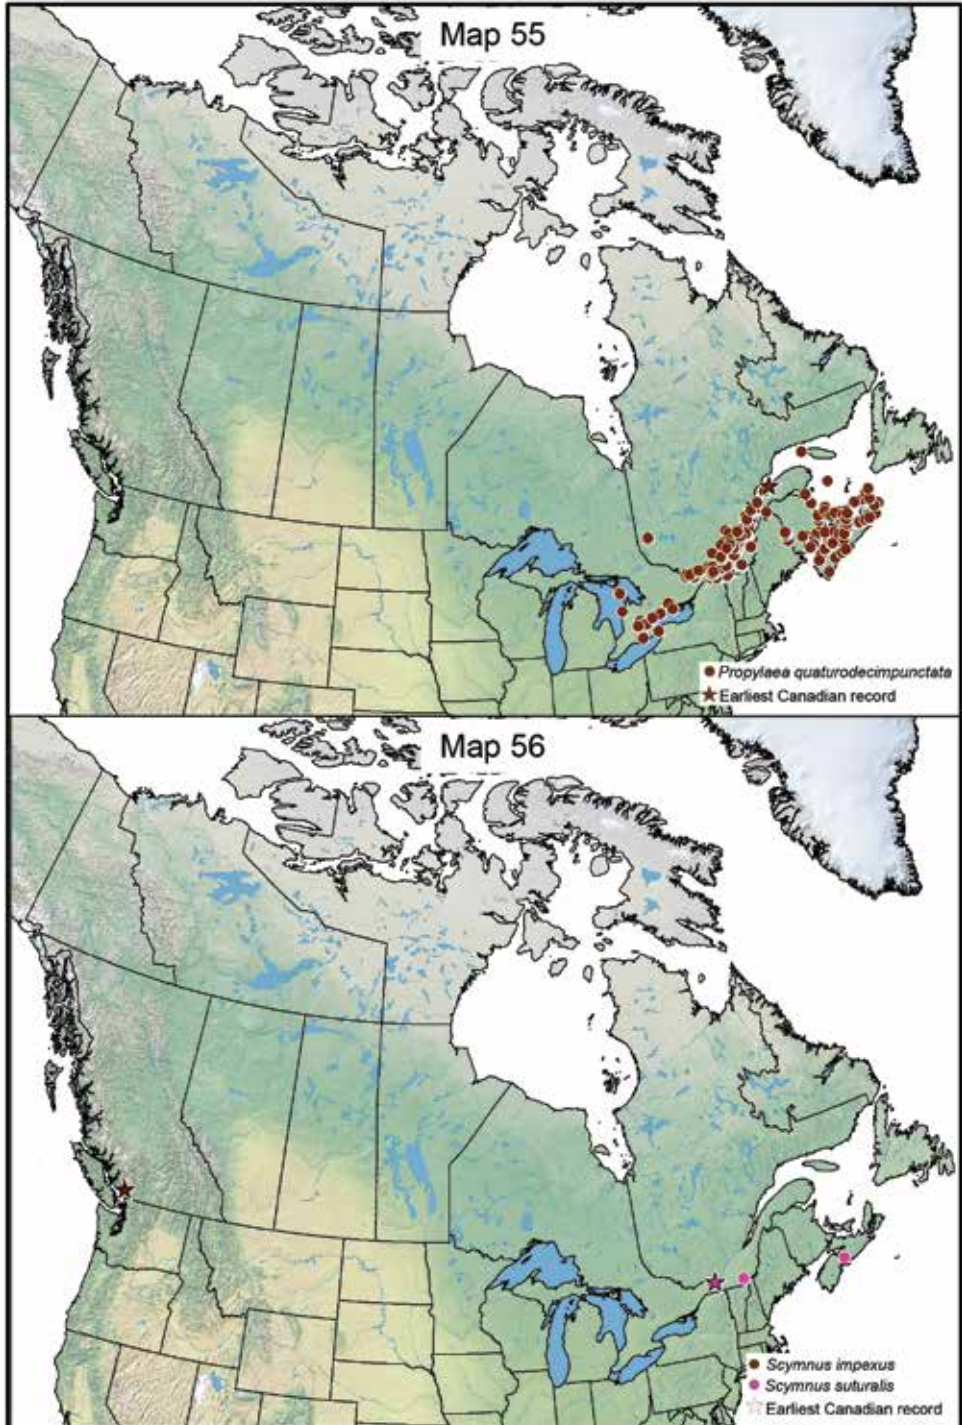 Map 55
Propylaea quaturodecimpunctata
Earliest Canadian record
Map 56
Scymnus impexus
Scymnus suturalis
Earliest Canadian record